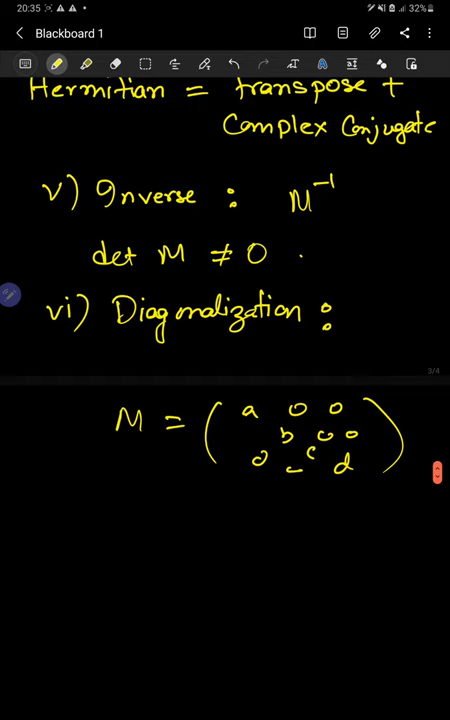 20:35 32%
Blackboard 1
Hermitian = transpose +
Complex Conjugate
v) Inverse : M⁻¹
det M ≠ 0 .
vi) Diagonalization :
3/4
M = ( a 0 0
b 0 0
0 c d )